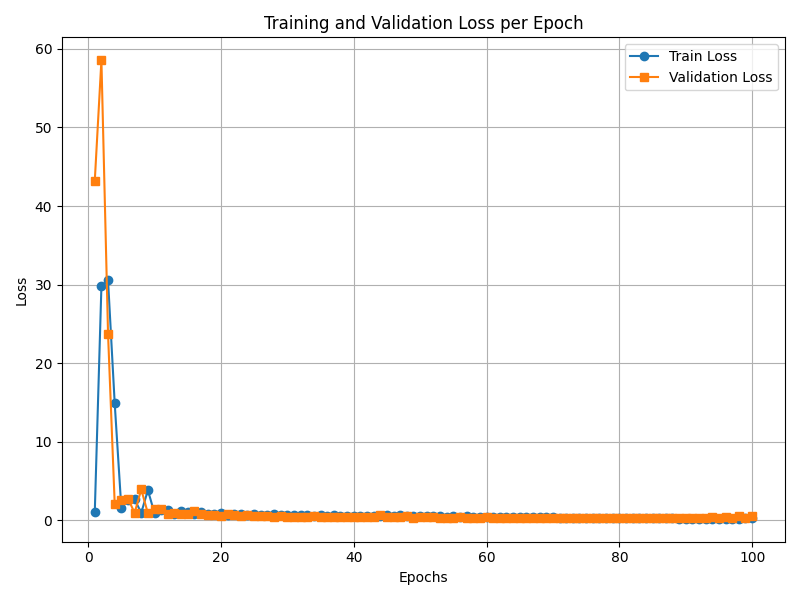 Training and Validation Loss per Epoch
Train Loss
Validation Loss
Loss
60
50
40
30
20
10
0
0 20 40 60 80 100
Epochs